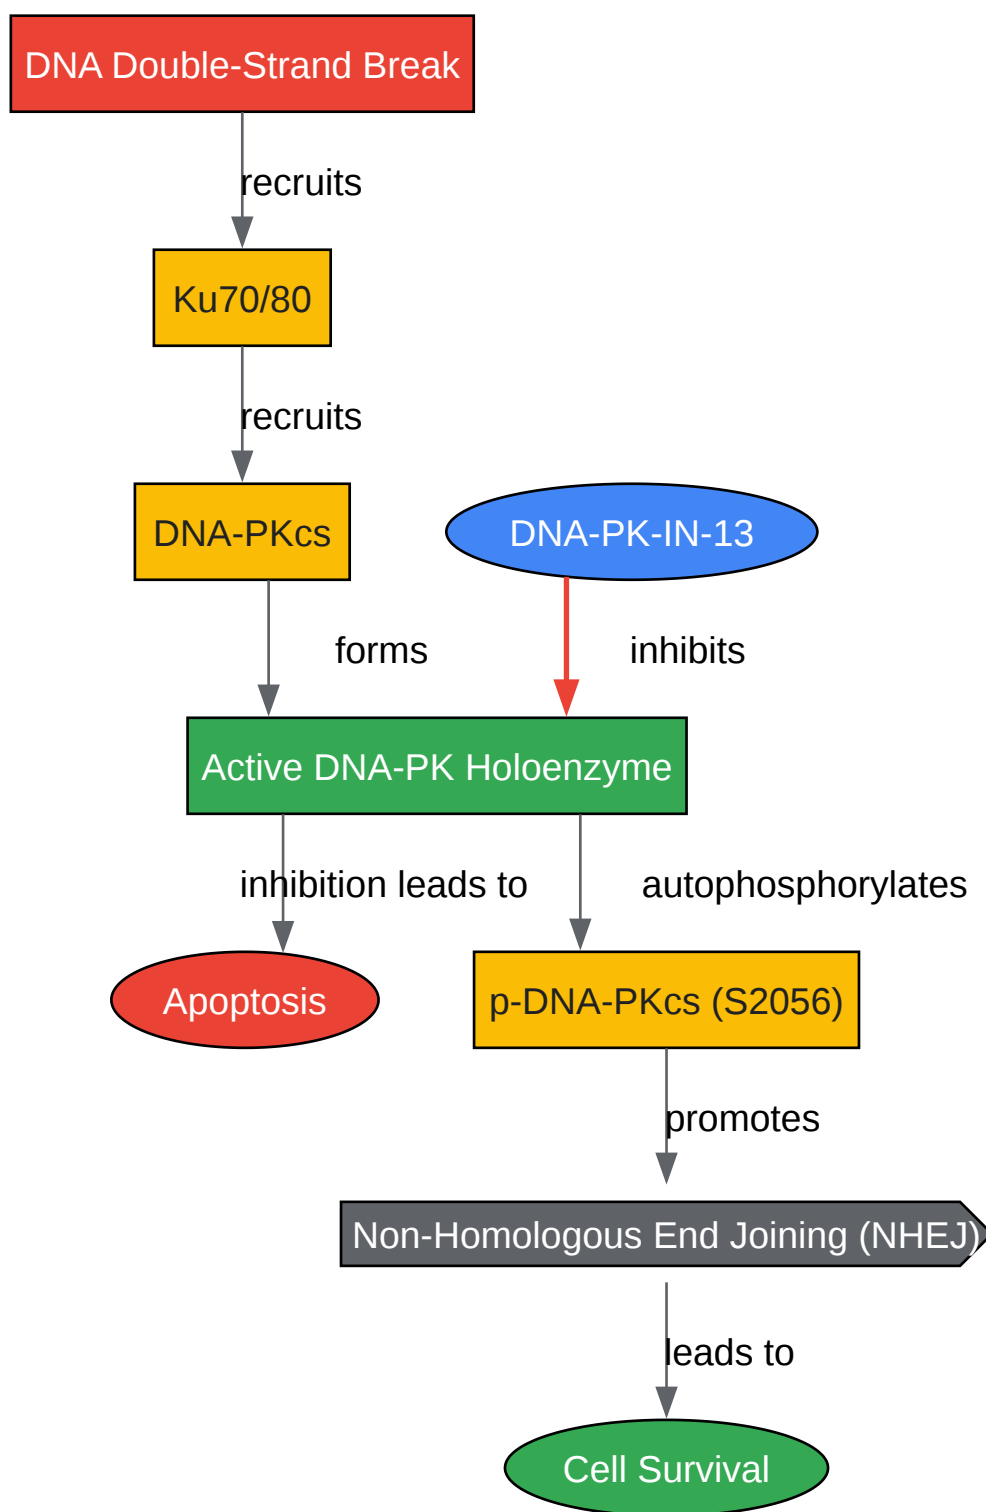 DNA Double-Strand Break
recruits
Ku70/80
recruits
DNA-PKcs
DNA-PK-IN-13
forms
inhibits
Active DNA-PK Holoenzyme
inhibition leads to
autophosphorylates
Apoptosis
p-DNA-PKcs (S2056)
promotes
Non-Homologous End Joining (NHEJ)
leads to
Cell Survival